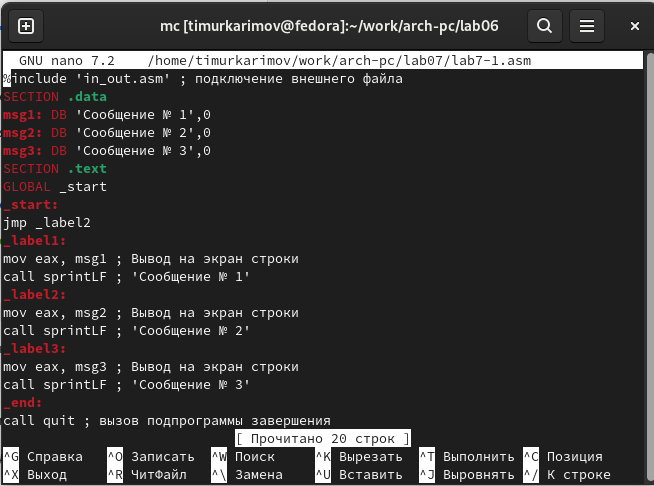 mc [timurkarimov@fedora]:~/work/arch-pc/lab06
GNU nano 7.2 /home/timurkarimov/work/arch-pc/lab07/lab7-1.asm
%include 'in_out.asm' ; подключение внешнего файла
SECTION .data
msg1: DB 'Сообщение № 1',0
msg2: DB 'Сообщение № 2',0
msg3: DB 'Сообщение № 3',0
SECTION .text
GLOBAL _start
_start:
jmp _label2
_label1:
mov eax, msg1 ; Вывод на экран строки
call sprintLF ; 'Сообщение № 1'
_label2:
mov eax, msg2 ; Вывод на экран строки
call sprintLF ; 'Сообщение № 2'
_label3:
mov eax, msg3 ; Вывод на экран строки
call sprintLF ; 'Сообщение № 3'
_end:
call quit ; вызов подпрограммы завершения
[ Прочитано 20 строк ]
^G Справка ^O Записать ^W Поиск ^K Вырезать ^T Выполнить ^C Позиция
^X Выход ^R ЧитФайл ^\ Замена ^U Вставить ^J Выровнять ^/ К строке